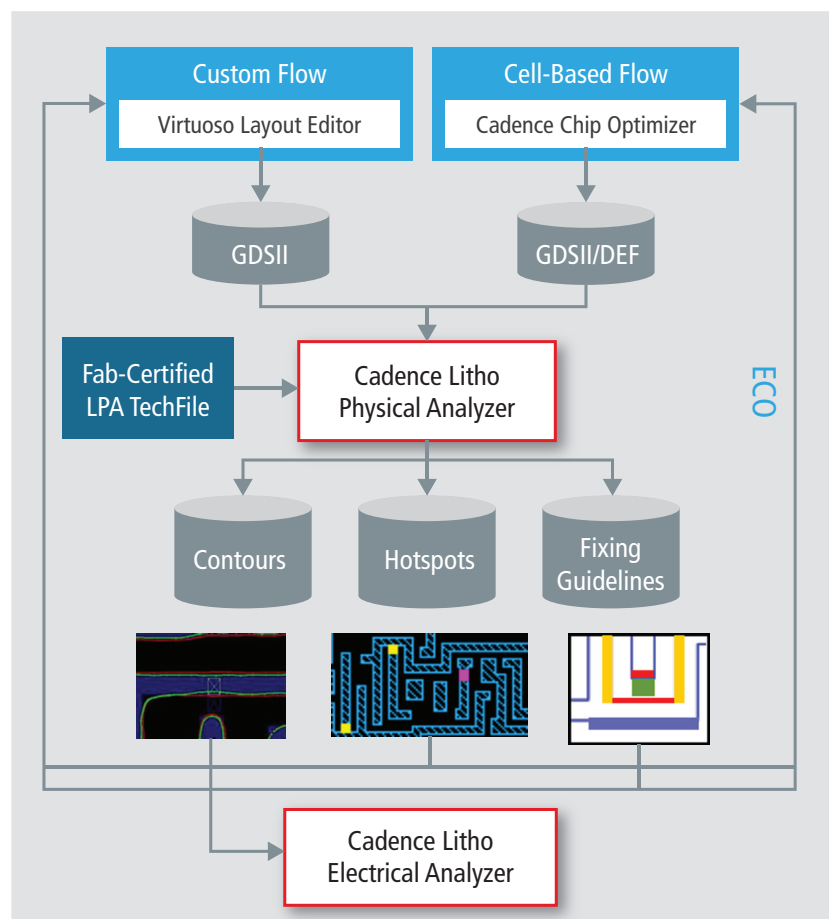 Custom Flow
Virtuoso Layout Editor
Cell-Based Flow
Cadence Chip Optimizer
GDSII
GDSII/DEF
Fab-Certified
LPA TechFile
Cadence Litho
Physical Analyzer
ECO
Contours
Hotspots
Fixing
Guidelines
Cadence Litho
Electrical Analyzer